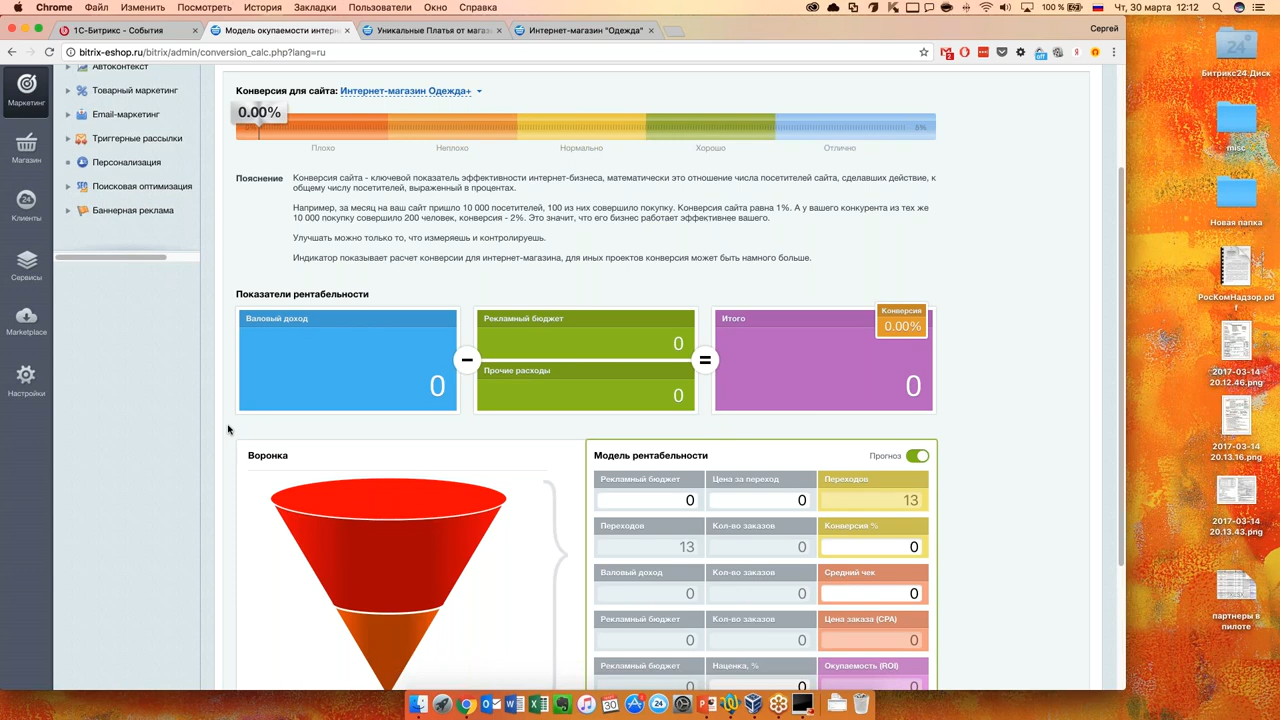 Chrome Файл Изменить Просмотреть История Закладки Пользователи Окно Справка
100 % Чт, 30 марта 12:12
1С-Битрикс - События
Модель окупаемости интерн
Уникальные Платья от магаз
Интернет-магазин "Одежда"
Сергей
bitrix-eshop.ru/bitrix/admin/conversion_calc.php?lang=ru
Маркетинг
Магазин
24
Клиенты
Сервисы
Marketplace
Настройки
Автоконтекст
Товарный маркетинг
Email-маркетинг
Триггерные рассылки
Персонализация
Поисковая оптимизация
Баннерная реклама
Конверсия для сайта: Интернет-магазин Одежда+
0.00%
5%
Плохо Неплохо Нормально Хорошо Отлично
Пояснение
Конверсия сайта - ключевой показатель эффективности интернет-бизнеса, математически это отношение числа посетителей сайта, сделавших действие, к
общему числу посетителей, выраженный в процентах.
Например, за месяц на ваш сайт пришло 10 000 посетителей, 100 из них совершило покупку. Конверсия сайта равна 1%. А у вашего конкурента из тех же
10 000 покупку совершило 200 человек, конверсия - 2%. Это значит, что его бизнес работает эффективнее вашего.
Улучшать можно только то, что измеряешь и контролируешь.
Индикатор показывает расчет конверсии для интернет-магазина, для иных проектов конверсия может быть намного больше.
Показатели рентабельности
Валовый доход
0
−
Рекламный бюджет
0
Прочие расходы
0
=
Итого
Конверсия
0.00%
0
Воронка
Модель рентабельности
Прогноз
Рекламный бюджет Цена за переход Переходов
0 0 13
Переходов Кол-во заказов Конверсия %
13 0 0
Валовый доход Кол-во заказов Средний чек
0 0 0
Рекламный бюджет Кол-во заказов Цена заказа (CPA)
0 0 0
Рекламный бюджет Наценка, % Окупаемость (ROI)
0 0 0
24
Битрикс24.Диск
misc
Новая папка
РосКомНадзор.pd
f
2017-03-14
20.12.46.png
2017-03-14
20.13.16.png
2017-03-14
20.13.43.png
партнеры в
пилоте